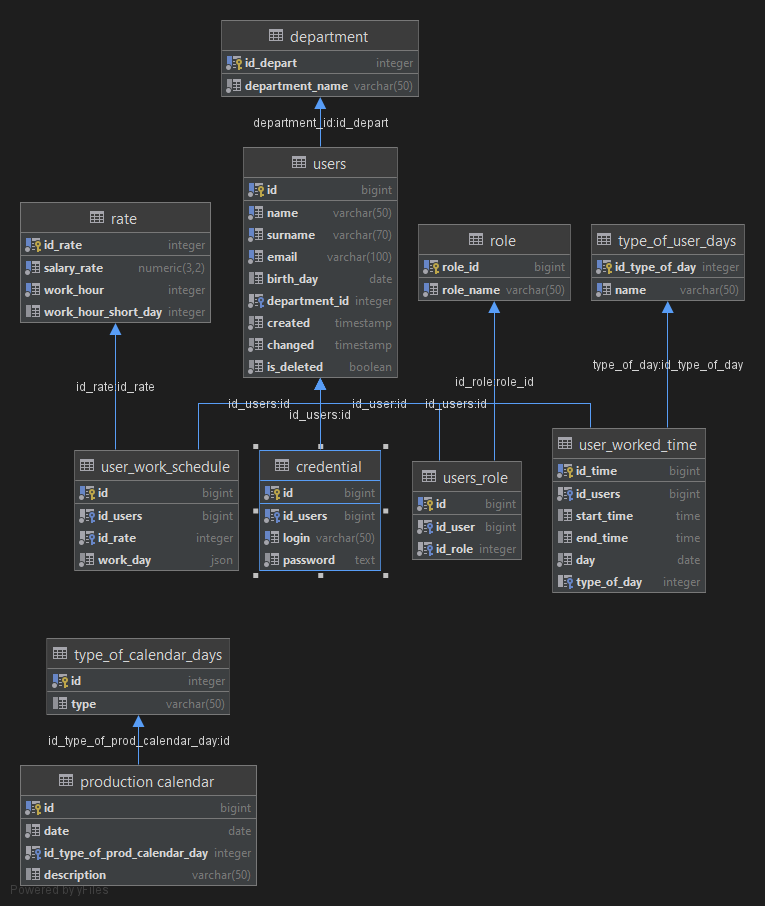 department
id_depart integer
department_name varchar(50)
department_id:id_depart
users
id bigint
name varchar(50)
surname varchar(70)
email varchar(100)
birth_day date
department_id integer
created timestamp
changed timestamp
is_deleted boolean
rate
id_rate integer
salary_rate numeric(3,2)
work_hour integer
work_hour_short_day integer
role
role_id bigint
role_name varchar(50)
type_of_user_days
id_type_of_day integer
name varchar(50)
id_rate:id_rate
id_users:id
id_users:id
id_user:id
id_users:id
id_role:role_id
type_of_day:id_type_of_day
user_work_schedule
id bigint
id_users bigint
id_rate integer
work_day json
credential
id bigint
id_users bigint
login varchar(50)
password text
users_role
id bigint
id_user bigint
id_role integer
user_worked_time
id_time bigint
id_users bigint
start_time time
end_time time
day date
type_of_day integer
type_of_calendar_days
id integer
type varchar(50)
id_type_of_prod_calendar_day:id
production calendar
id bigint
date date
id_type_of_prod_calendar_day integer
description varchar(50)
Powered by yFiles